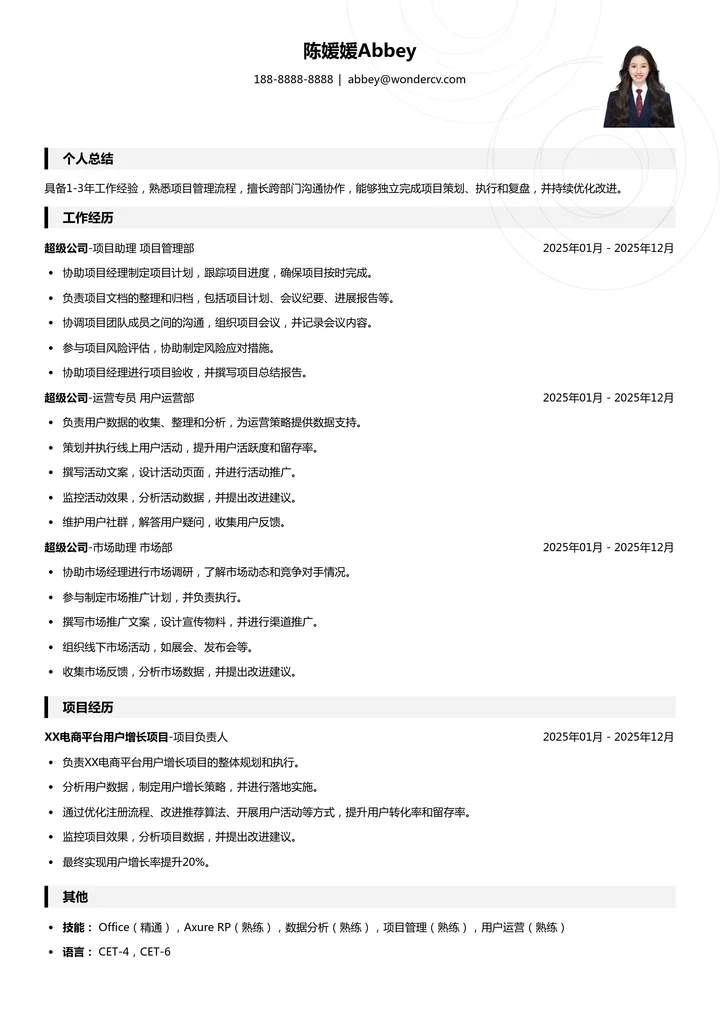 陈媛媛Abbey
188-8888-8888 | abbey@wondercv.com
个人总结
具备1-3年工作经验，熟悉项目管理流程，擅长跨部门沟通协作，能够独立完成项目策划、执行和复盘，并持续优化改进。
工作经历
超级公司-项目助理 项目管理部 2025年01月 - 2025年12月
• 协助项目经理制定项目计划，跟踪项目进度，确保项目按时完成。
• 负责项目文档的整理和归档，包括项目计划、会议纪要、进展报告等。
• 协调项目团队成员之间的沟通，组织项目会议，并记录会议内容。
• 参与项目风险评估，协助制定风险应对措施。
• 协助项目经理进行项目验收，并撰写项目总结报告。
超级公司-运营专员 用户运营部 2025年01月 - 2025年12月
• 负责用户数据的收集、整理和分析，为运营策略提供数据支持。
• 策划并执行线上用户活动，提升用户活跃度和留存率。
• 撰写活动文案，设计活动页面，并进行活动推广。
• 监控活动效果，分析活动数据，并提出改进建议。
• 维护用户社群，解答用户疑问，收集用户反馈。
超级公司-市场助理 市场部 2025年01月 - 2025年12月
• 协助市场经理进行市场调研，了解市场动态和竞争对手情况。
• 参与制定市场推广计划，并负责执行。
• 撰写市场推广文案，设计宣传物料，并进行渠道推广。
• 组织线下市场活动，如展会、发布会等。
• 收集市场反馈，分析市场数据，并提出改进建议。
项目经历
XX电商平台用户增长项目-项目负责人 2025年01月 - 2025年12月
• 负责XX电商平台用户增长项目的整体规划和执行。
• 分析用户数据，制定用户增长策略，并进行落地实施。
• 通过优化注册流程、改进推荐算法、开展用户活动等方式，提升用户转化率和留存率。
• 监控项目效果，分析项目数据，并提出改进建议。
• 最终实现用户增长率提升20%。
其他
• 技能： Office（精通），Axure RP（熟练），数据分析（熟练），项目管理（熟练），用户运营（熟练）
• 语言： CET-4，CET-6